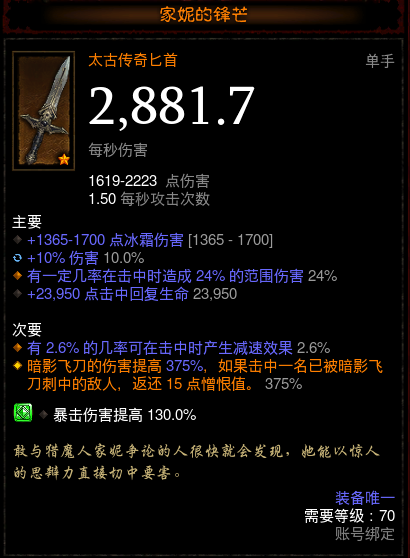 家妮的锋芒
太古传奇匕首 单手
2,881.7
每秒伤害
1619-2223 点伤害
1.50 每秒攻击次数
主要
+1365-1700 点冰霜伤害 [1365 - 1700]
+10% 伤害 10.0%
有一定几率在击中时造成 24% 的范围伤害 24%
+23,950 点击中回复生命 23,950
次要
有 2.6% 的几率可在击中时产生减速效果 2.6%
暗影飞刀的伤害提高 375%，如果击中一名已被暗影飞
刀刺中的敌人，返还 15 点憎恨值。 375%
暴击伤害提高 130.0%
敢与猎魔人家妮争论的人很快就会发现，她能以惊人
的思辩力直接切中要害。
装备唯一
需要等级：70
账号绑定